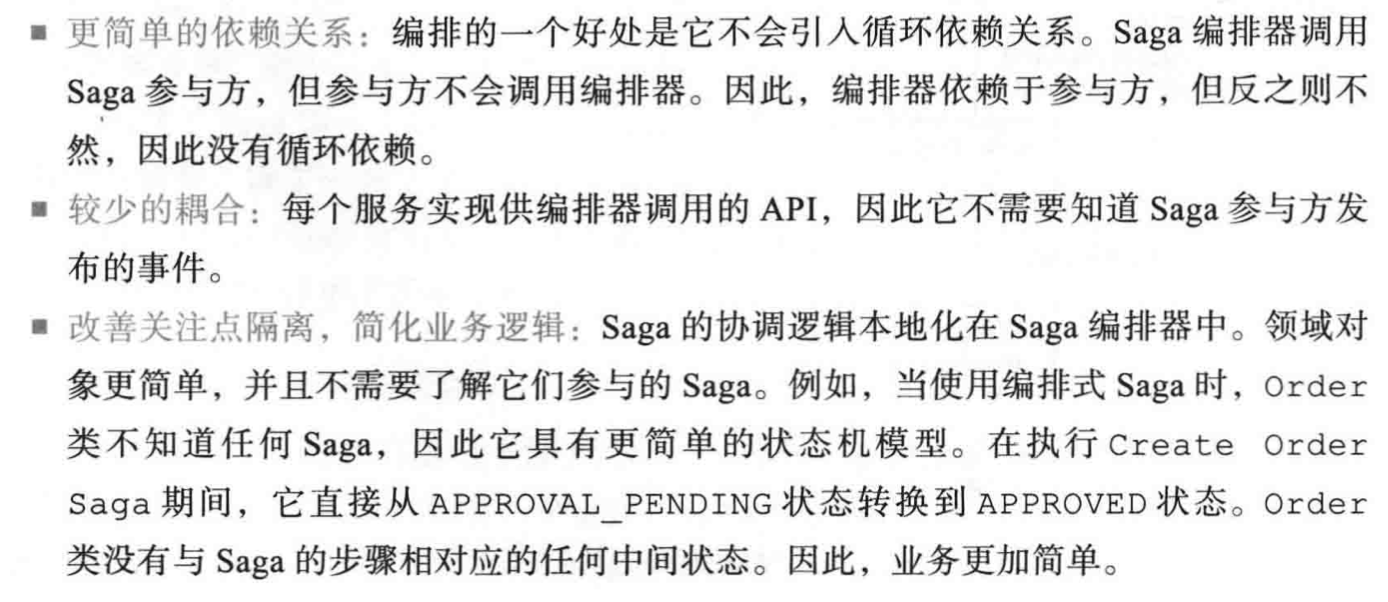 ■ 更简单的依赖关系：编排的一个好处是它不会引入循环依赖关系。Saga 编排器调用
Saga 参与方，但参与方不会调用编排器。因此，编排器依赖于参与方，但反之则不
然，因此没有循环依赖。
■ 较少的耦合：每个服务实现供编排器调用的 API，因此它不需要知道 Saga 参与方发
布的事件。
■ 改善关注点隔离，简化业务逻辑：Saga 的协调逻辑本地化在 Saga 编排器中。领域对
象更简单，并且不需要了解它们参与的 Saga。例如，当使用编排式 Saga 时，Order
类不知道任何 Saga，因此它具有更简单的状态机模型。在执行 Create Order
Saga 期间，它直接从 APPROVAL_PENDING 状态转换到 APPROVED 状态。Order
类没有与 Saga 的步骤相对应的任何中间状态。因此，业务更加简单。